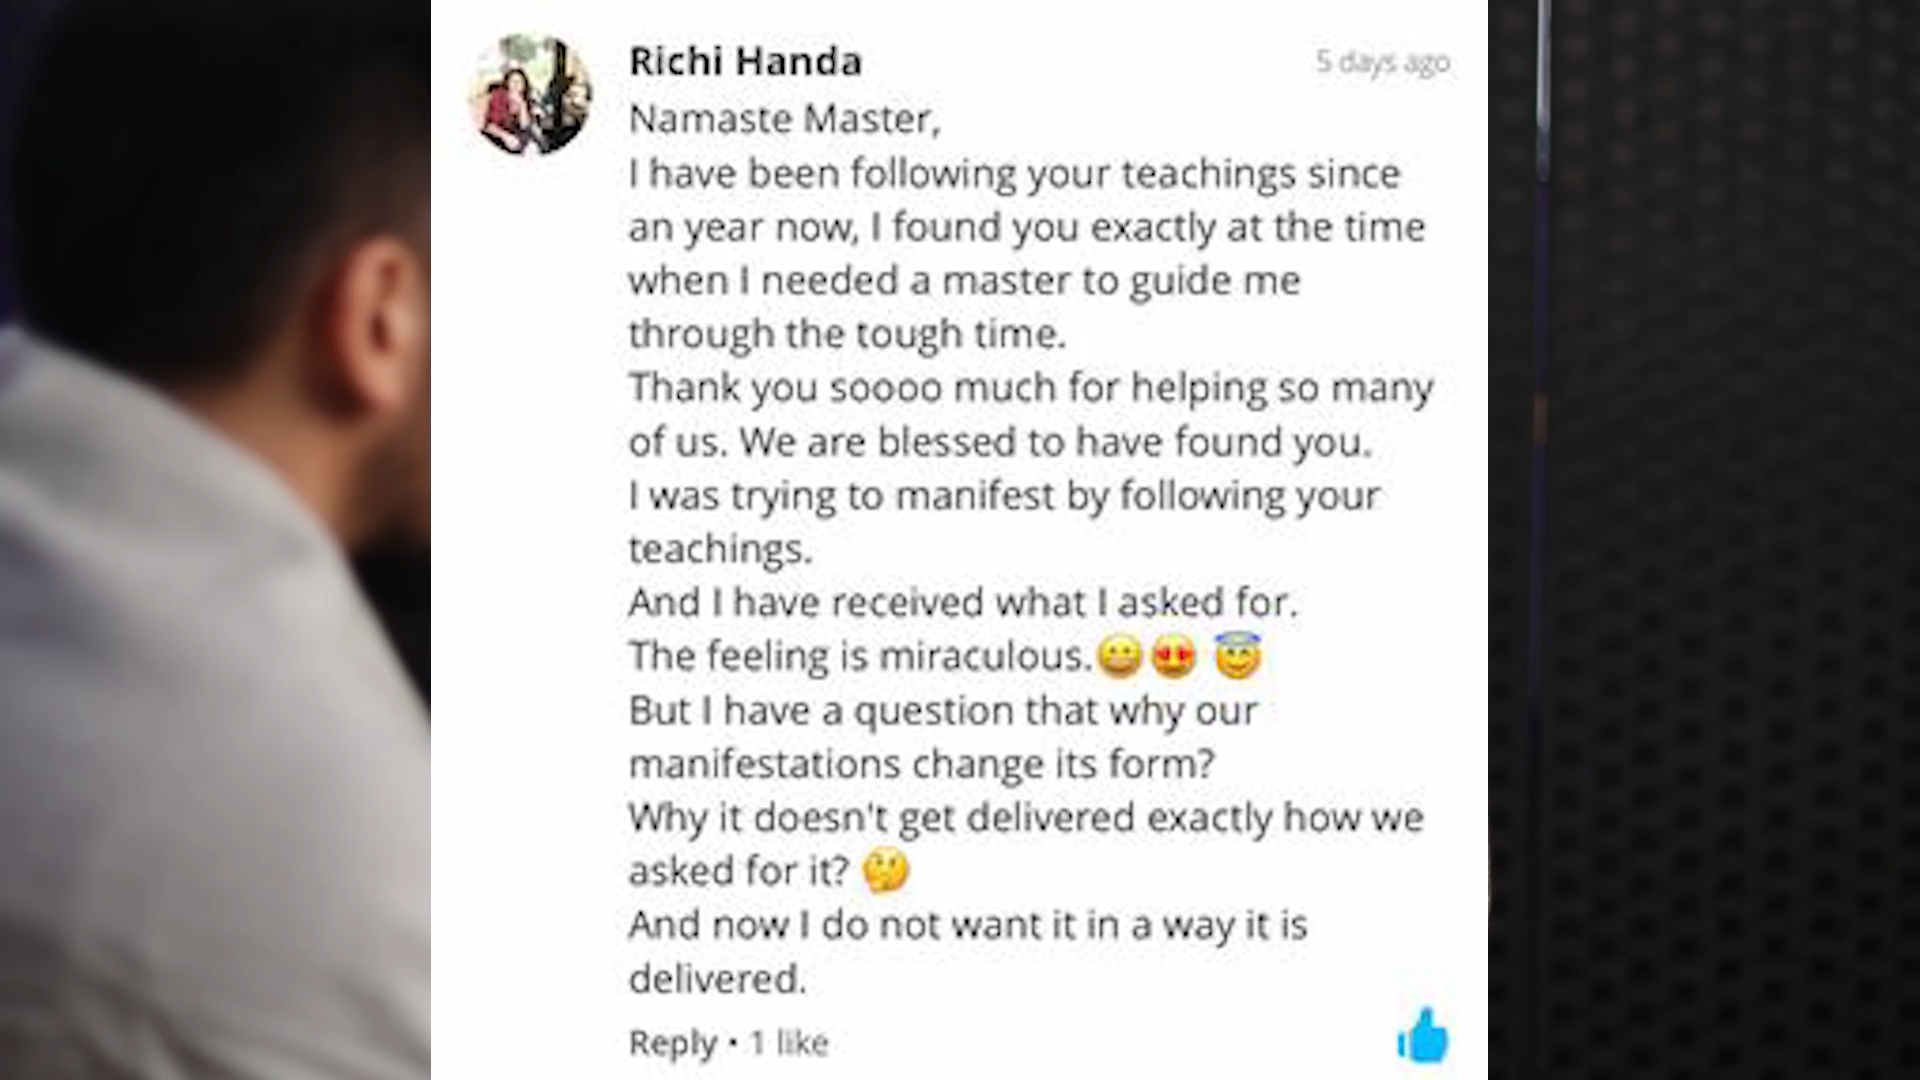 Richi Handa
5 days ago
Namaste Master,
I have been following your teachings since
an year now, I found you exactly at the time
when I needed a master to guide me
through the tough time.
Thank you soooo much for helping so many
of us. We are blessed to have found you.
I was trying to manifest by following your
teachings.
And I have received what I asked for.
The feeling is miraculous.😀😍 😇
But I have a question that why our
manifestations change its form?
Why it doesn't get delivered exactly how we
asked for it? 🤔
And now I do not want it in a way it is
delivered.
Reply • 1 like